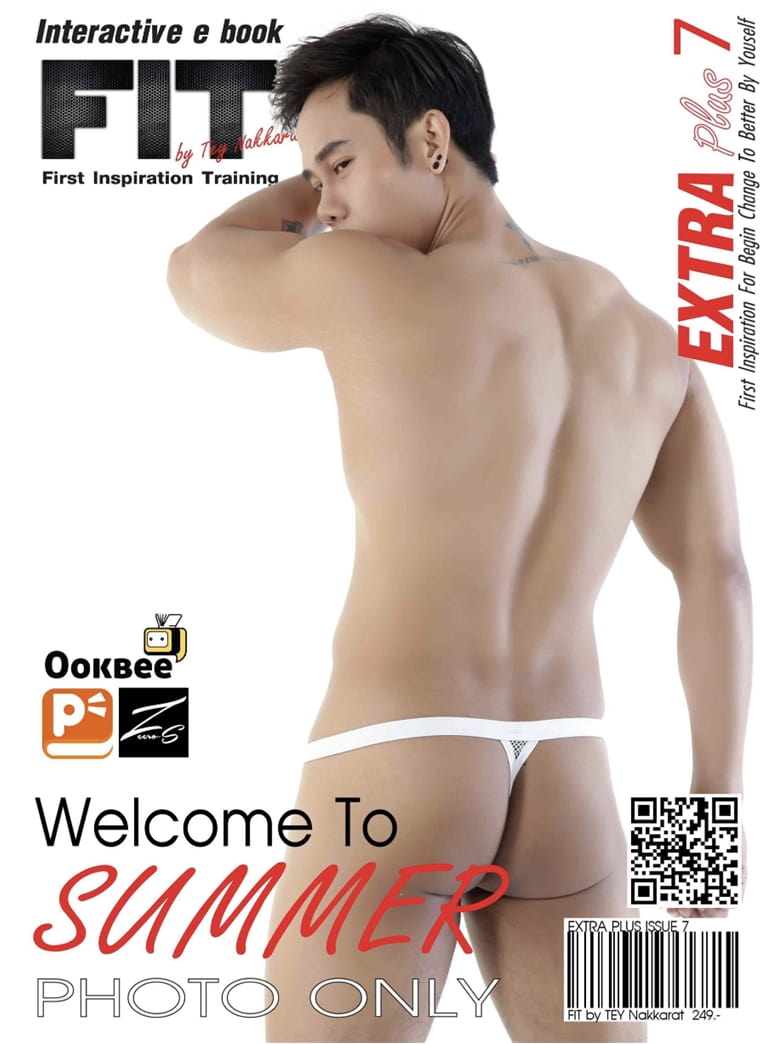 Interactive e book
FIT
by Tey Nakkarat
First Inspiration Training
EXTRA Plus 7
First Inspiration For Begin Change To Better By Youself
OOKBEE
P
Zeero-S
Welcome To
SUMMER
PHOTO ONLY
EXTRA PLUS ISSUE 7
FIT by TEY Nakkarat 249.-